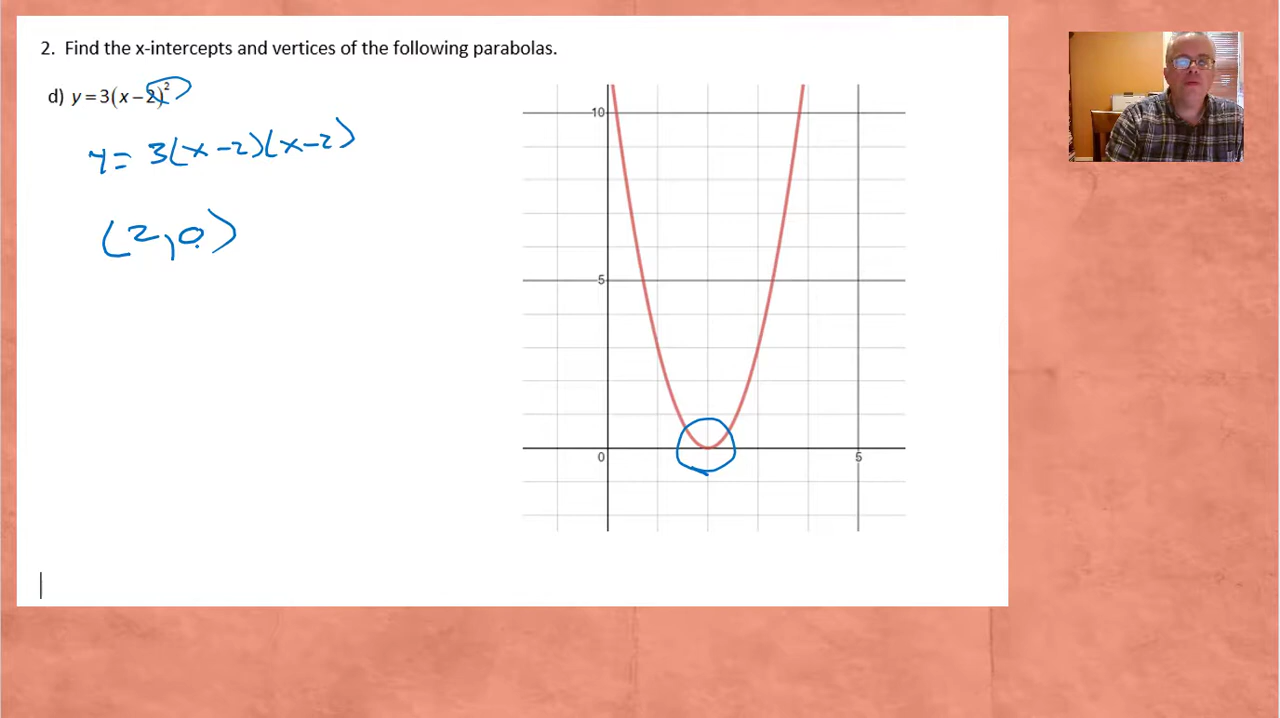 2. Find the x-intercepts and vertices of the following parabolas.
d) y=3(x−2)²
y= 3(x-2)(x-2)
(2,0)
10
5
0
5